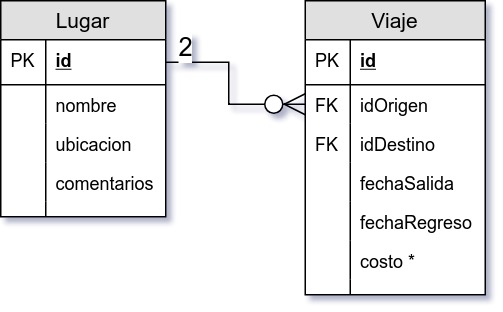 Lugar
PK id
nombre
ubicacion
comentarios
2
Viaje
PK id
FK idOrigen
FK idDestino
fechaSalida
fechaRegreso
costo *